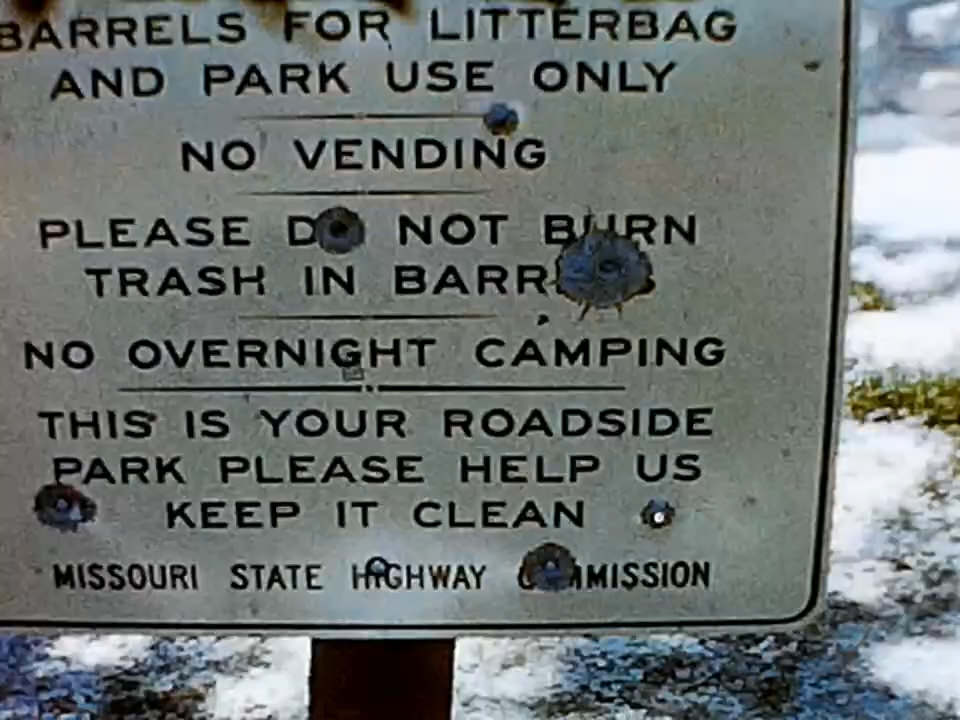 BARRELS FOR LITTERBAG
AND PARK USE ONLY
NO VENDING
PLEASE DO NOT BURN
TRASH IN BARRELS
NO OVERNIGHT CAMPING
THIS IS YOUR ROADSIDE
PARK PLEASE HELP US
KEEP IT CLEAN
MISSOURI STATE HIGHWAY COMMISSION